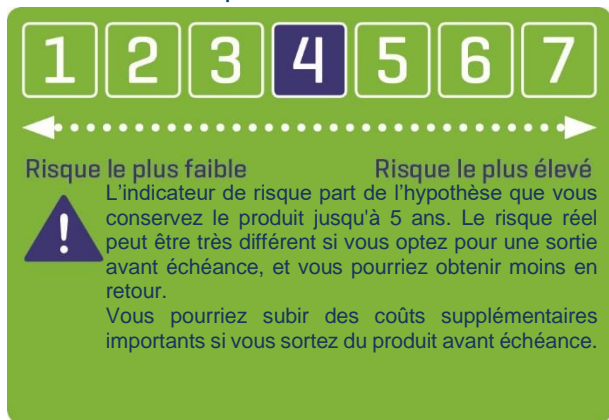 1 2 3 4 5 6 7
Risque le plus faible Risque le plus élevé
!
L'indicateur de risque part de l'hypothèse que vous
conservez le produit jusqu'à 5 ans. Le risque réel
peut être très différent si vous optez pour une sortie
avant échéance, et vous pourriez obtenir moins en
retour.
Vous pourriez subir des coûts supplémentaires
importants si vous sortez du produit avant échéance.